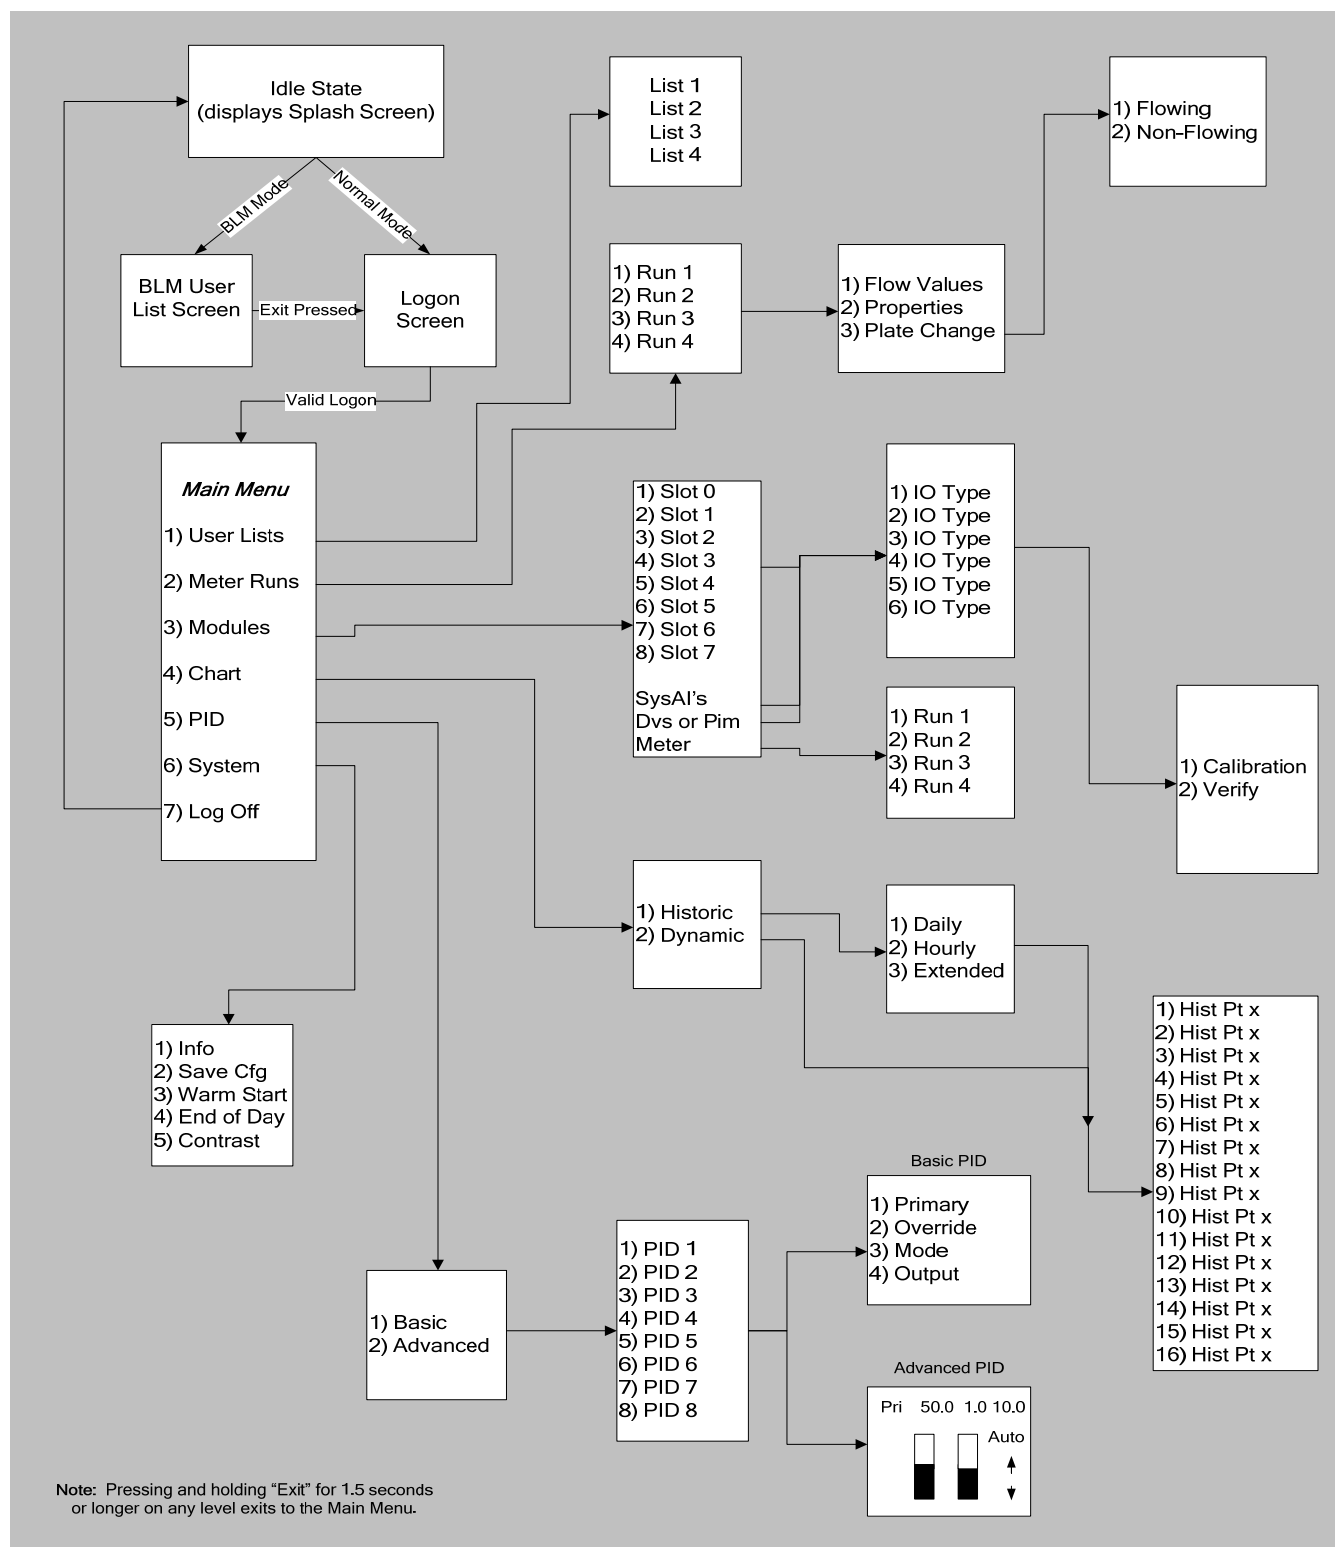 Idle State
(displays Splash Screen)
BLM Mode
Normal Mode
BLM User
List Screen
Exit Pressed
Logon
Screen
Valid Logon
List 1
List 2
List 3
List 4
1) Flowing
2) Non-Flowing
1) Run 1
2) Run 2
3) Run 3
4) Run 4
1) Flow Values
2) Properties
3) Plate Change
Main Menu
1) User Lists
2) Meter Runs
3) Modules
4) Chart
5) PID
6) System
7) Log Off
1) Slot 0
2) Slot 1
3) Slot 2
4) Slot 3
5) Slot 4
6) Slot 5
7) Slot 6
8) Slot 7
SysAI's
Dvs or Pim
Meter
1) IO Type
2) IO Type
3) IO Type
4) IO Type
5) IO Type
6) IO Type
1) Run 1
2) Run 2
3) Run 3
4) Run 4
1) Calibration
2) Verify
1) Historic
2) Dynamic
1) Daily
2) Hourly
3) Extended
1) Hist Pt x
2) Hist Pt x
3) Hist Pt x
4) Hist Pt x
5) Hist Pt x
6) Hist Pt x
7) Hist Pt x
8) Hist Pt x
9) Hist Pt x
10) Hist Pt x
11) Hist Pt x
12) Hist Pt x
13) Hist Pt x
14) Hist Pt x
15) Hist Pt x
16) Hist Pt x
1) Info
2) Save Cfg
3) Warm Start
4) End of Day
5) Contrast
1) Basic
2) Advanced
1) PID 1
2) PID 2
3) PID 3
4) PID 4
5) PID 5
6) PID 6
7) PID 7
8) PID 8
Basic PID
1) Primary
2) Override
3) Mode
4) Output
Advanced PID
Pri 50.0 1.0 10.0
Auto
Note: Pressing and holding “Exit” for 1.5 seconds
or longer on any level exits to the Main Menu.